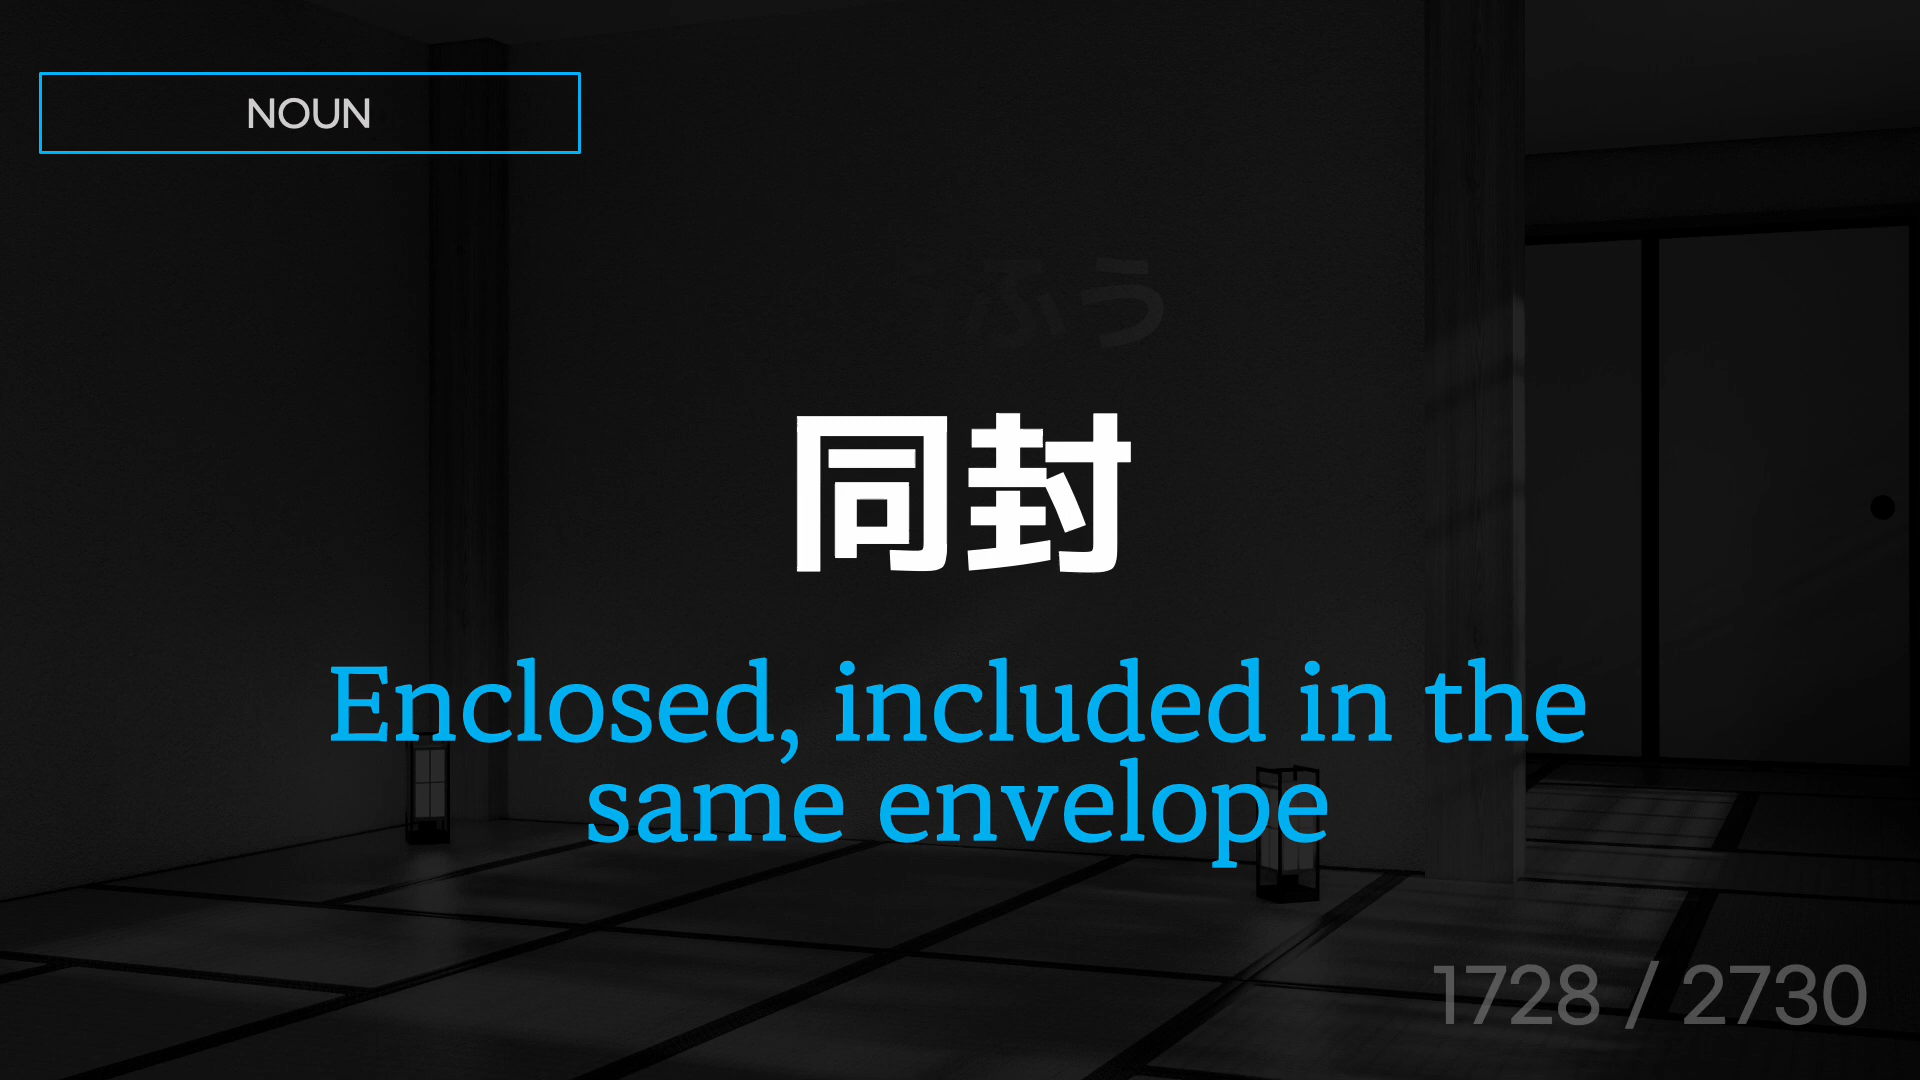 NOUN
ふう
同封
Enclosed, included in the
same envelope
1728 / 2730